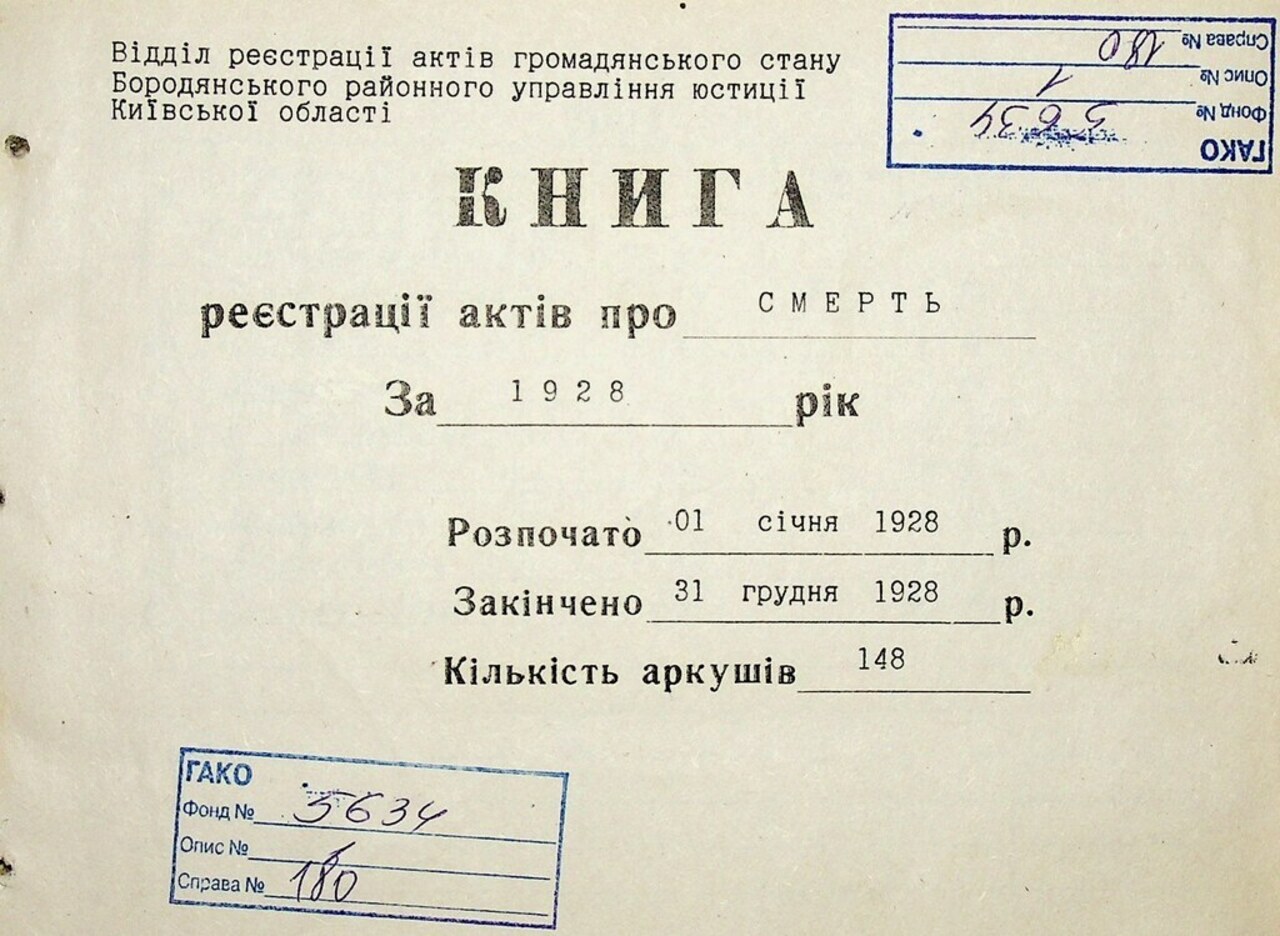 Відділ реєстрації актів громадянського стану
Бородянського районного управління юстиції
Київської області
ГАКО
Фонд № 5634
Опис № 1
Справа № 180
КНИГА
реєстрації актів про СМЕРТЬ
За 1928 рік
Розпочато 01 січня 1928 р.
Закінчено 31 грудня 1928 р.
Кількість аркушів 148
ГАКО
Фонд № 5634
Опис № 1
Справа № 180